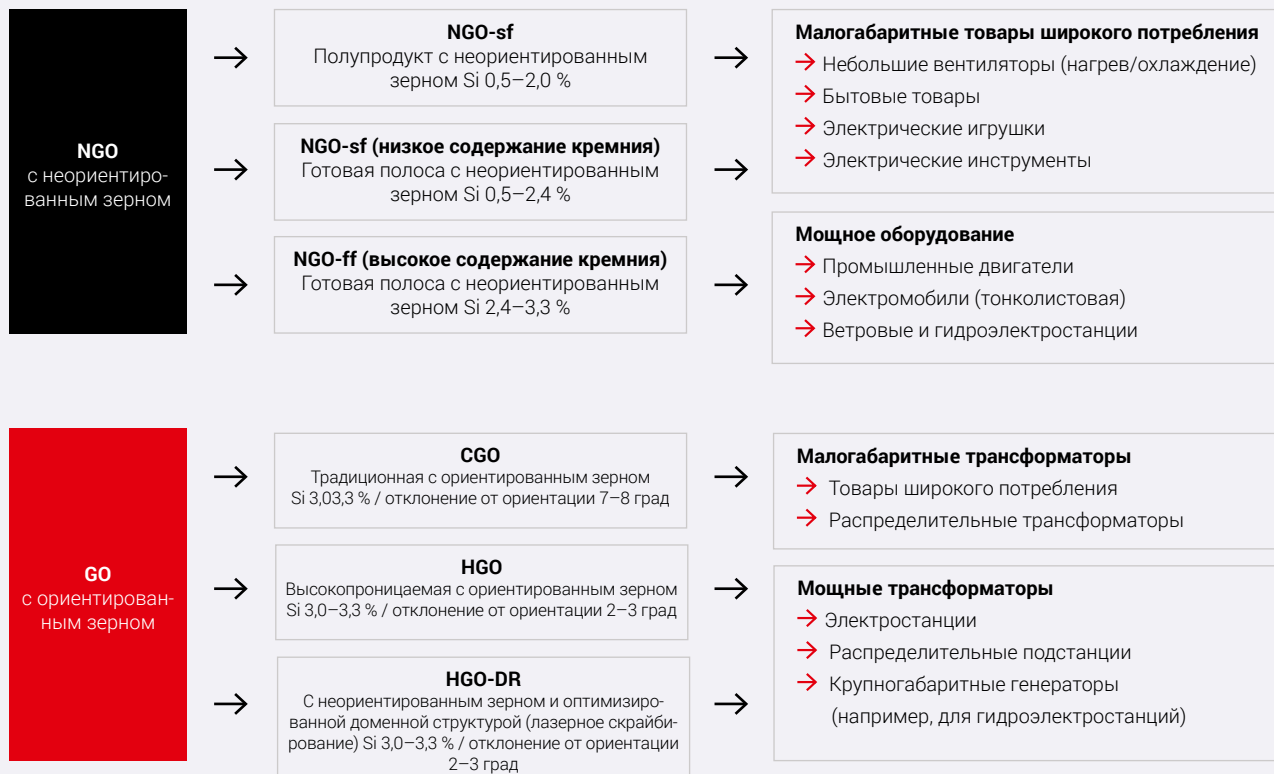 NGO
с неориентиро-
ванным зерном
NGO-sf
Полупродукт с неориентированным
зерном Si 0,5–2,0 %
NGO-sf (низкое содержание кремния)
Готовая полоса с неориентированным
зерном Si 0,5–2,4 %
NGO-ff (высокое содержание кремния)
Готовая полоса с неориентированным
зерном Si 2,4–3,3 %
Малогабаритные товары широкого потребления
→ Небольшие вентиляторы (нагрев/охлаждение)
→ Бытовые товары
→ Электрические игрушки
→ Электрические инструменты
Мощное оборудование
→ Промышленные двигатели
→ Электромобили (тонколистовая)
→ Ветровые и гидроэлектростанции
GO
с ориентирован-
ным зерном
CGO
Традиционная с ориентированным зерном
Si 3,03,3 % / отклонение от ориентации 7–8 град
HGO
Высокопроницаемая с ориентированным зерном
Si 3,0–3,3 % / отклонение от ориентации 2–3 град
HGO-DR
С неориентированным зерном и оптимизиро-
ванной доменной структурой (лазерное скрайби-
рование) Si 3,0–3,3 % / отклонение от ориентации
2–3 град
Малогабаритные трансформаторы
→ Товары широкого потребления
→ Распределительные трансформаторы
Мощные трансформаторы
→ Электростанции
→ Распределительные подстанции
→ Крупногабаритные генераторы
(например, для гидроэлектростанций)